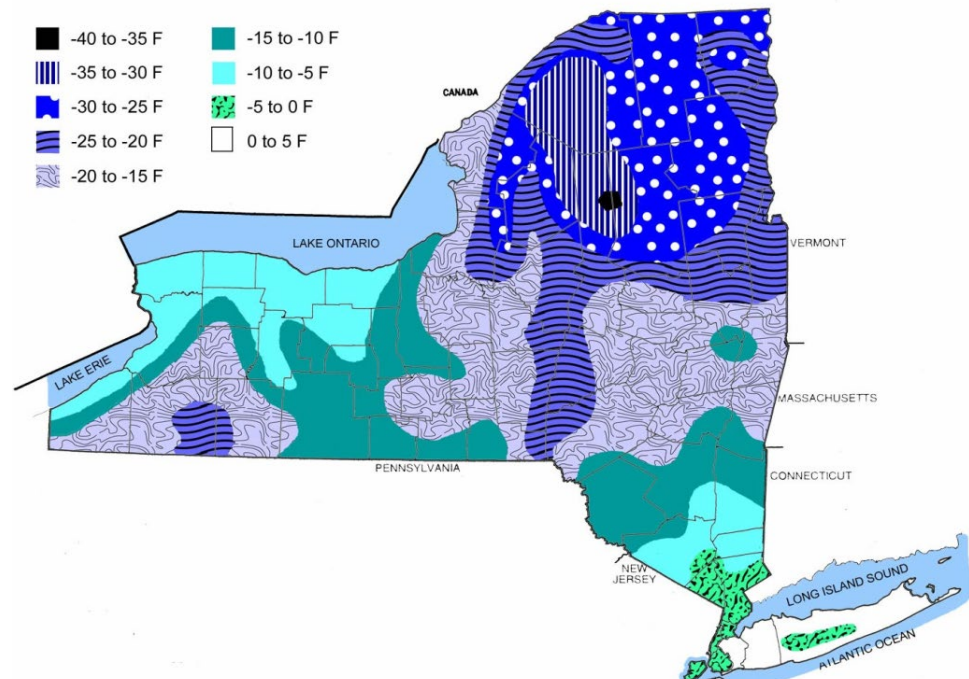 -40 to -35 F
-35 to -30 F
-30 to -25 F
-25 to -20 F
-20 to -15 F
-15 to -10 F
-10 to -5 F
-5 to 0 F
0 to 5 F
CANADA
LAKE ONTARIO
VERMONT
LAKE ERIE
MASSACHUSETTS
PENNSYLVANIA
CONNECTICUT
NEW
JERSEY
LONG ISLAND SOUND
ATLANTIC OCEAN